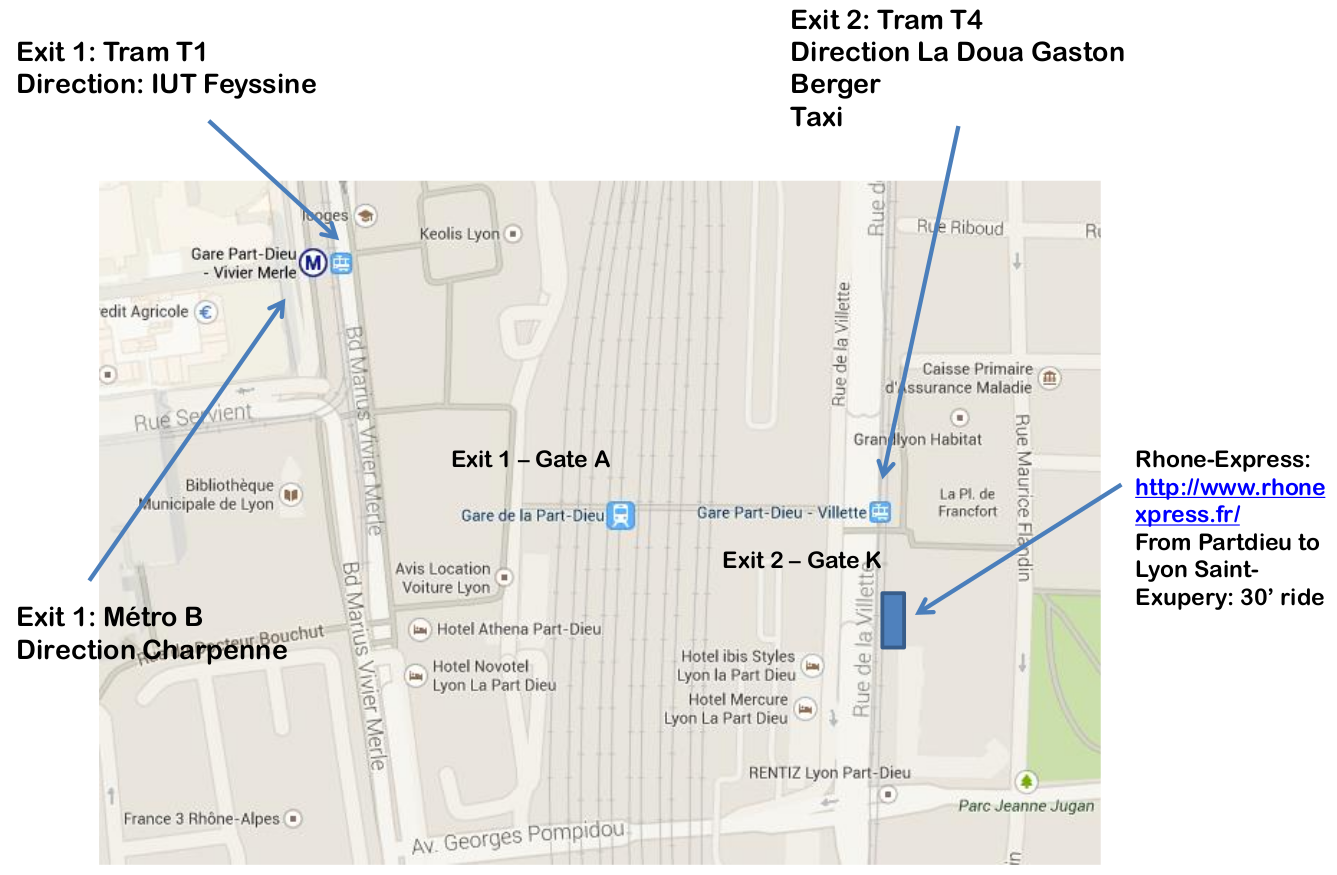 Exit 1: Tram T1
Direction: IUT Feyssine
Exit 2: Tram T4
Direction La Doua Gaston
Berger
Taxi
Icoges
Keolis Lyon
Rue d
Rue Riboud
Ru
Gare Part-Dieu
- Vivier Merle
M
edit Agricole
€
Rue de la Villette
Bd Marius Vivier Merle
Caisse Primaire
d'Assurance Maladie
Rue Servient
Grandlyon Habitat
Rue Maurice Flandin
Exit 1 – Gate A
Bibliothèque
Municipale de Lyon
La Pl. de
Francfort
Gare de la Part-Dieu
Gare Part-Dieu - Villette
Exit 2 – Gate K
Rhone-Express:
http://www.rhone
xpress.fr/
From Partdieu to
Lyon Saint-
Exupery: 30’ ride
Avis Location
Voiture Lyon
Bd Marius Vivier Merle
Rue de la Villette
Exit 1: Métro B
Direction Charpenne
Rue du Docteur Bouchut
Hotel Athena Part-Dieu
Hotel Novotel
Lyon La Part Dieu
Hotel ibis Styles
Lyon la Part Dieu
Hotel Mercure
Lyon La Part Dieu
RENTIZ Lyon Part-Dieu
Parc Jeanne Jugan
France 3 Rhône-Alpes
Av. Georges Pompidou
in